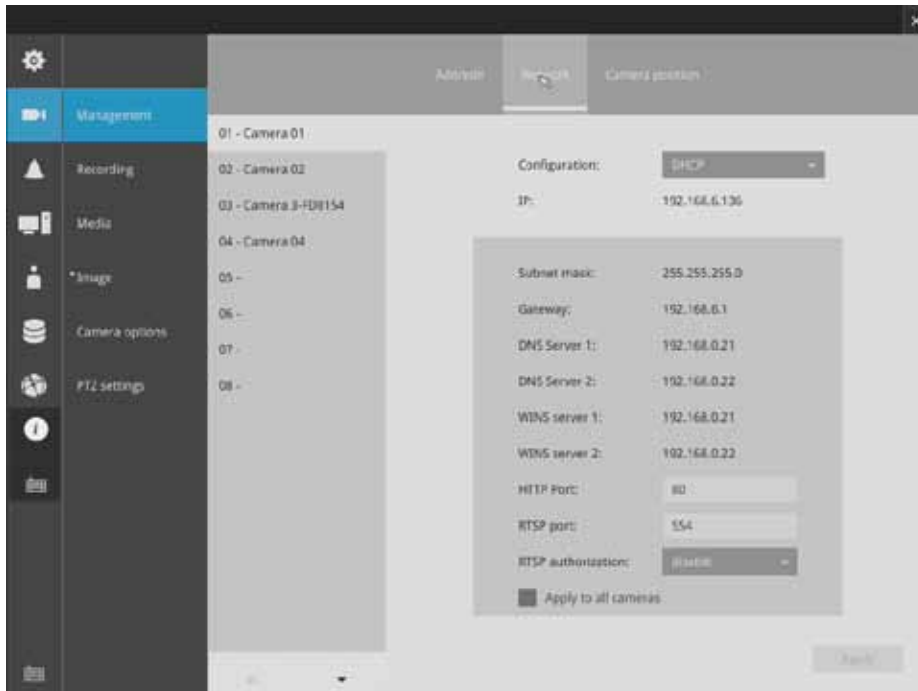 Add/edit Network Camera position
Management
Recording
Media
Image
Camera options
PTZ settings
01 - Camera 01
02 - Camera 02
03 - Camera 3-FD8154
04 - Camera 04
05 -
06 -
07 -
08 -
Configuration: DHCP
IP: 192.168.6.136
Subnet mask: 255.255.255.0
Gateway: 192.168.6.1
DNS Server 1: 192.168.0.21
DNS Server 2: 192.168.0.22
WINS server 1: 192.168.0.21
WINS server 2: 192.168.0.22
HTTP Port: 80
RTSP port: 554
RTSP authorization: disable
Apply to all cameras
Apply